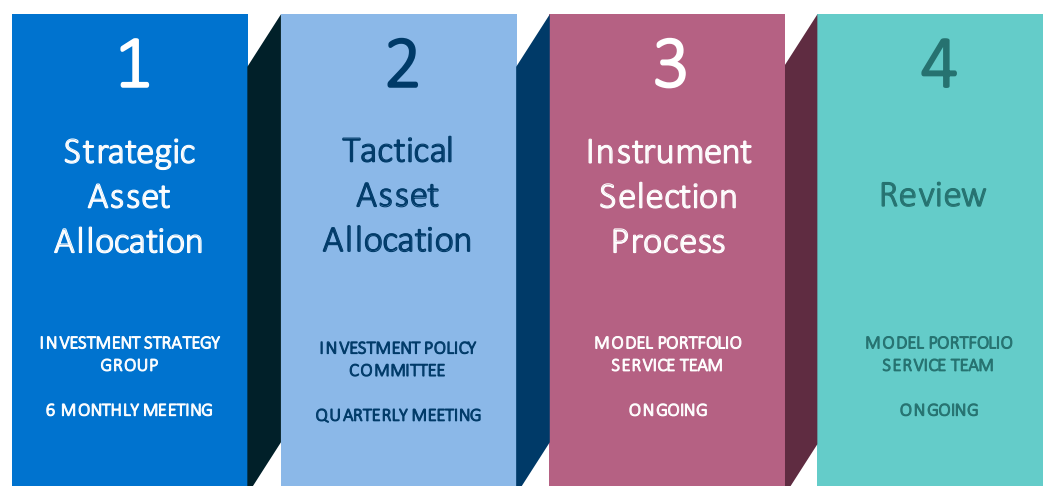 1
Strategic
Asset
Allocation
INVESTMENT STRATEGY
GROUP
6 MONTHLY MEETING
2
Tactical
Asset
Allocation
INVESTMENT POLICY
COMMITTEE
QUARTERLY MEETING
3
Instrument
Selection
Process
MODEL PORTFOLIO
SERVICE TEAM
ONGOING
4
Review
MODEL PORTFOLIO
SERVICE TEAM
ONGOING